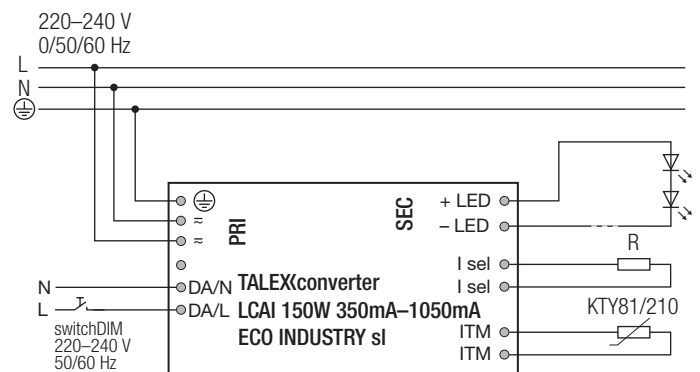 220–240 V
0/50/60 Hz
L
N
+ LED
– LED
≈
≈
PRI
SEC
R
I sel
I sel
N
DA/N
TALEXconverter
L
DA/L
LCAI 150W 350mA–1050mA
ECO INDUSTRY sl
KTY81/210
ITM
ITM
switchDIM
220–240 V
50/60 Hz